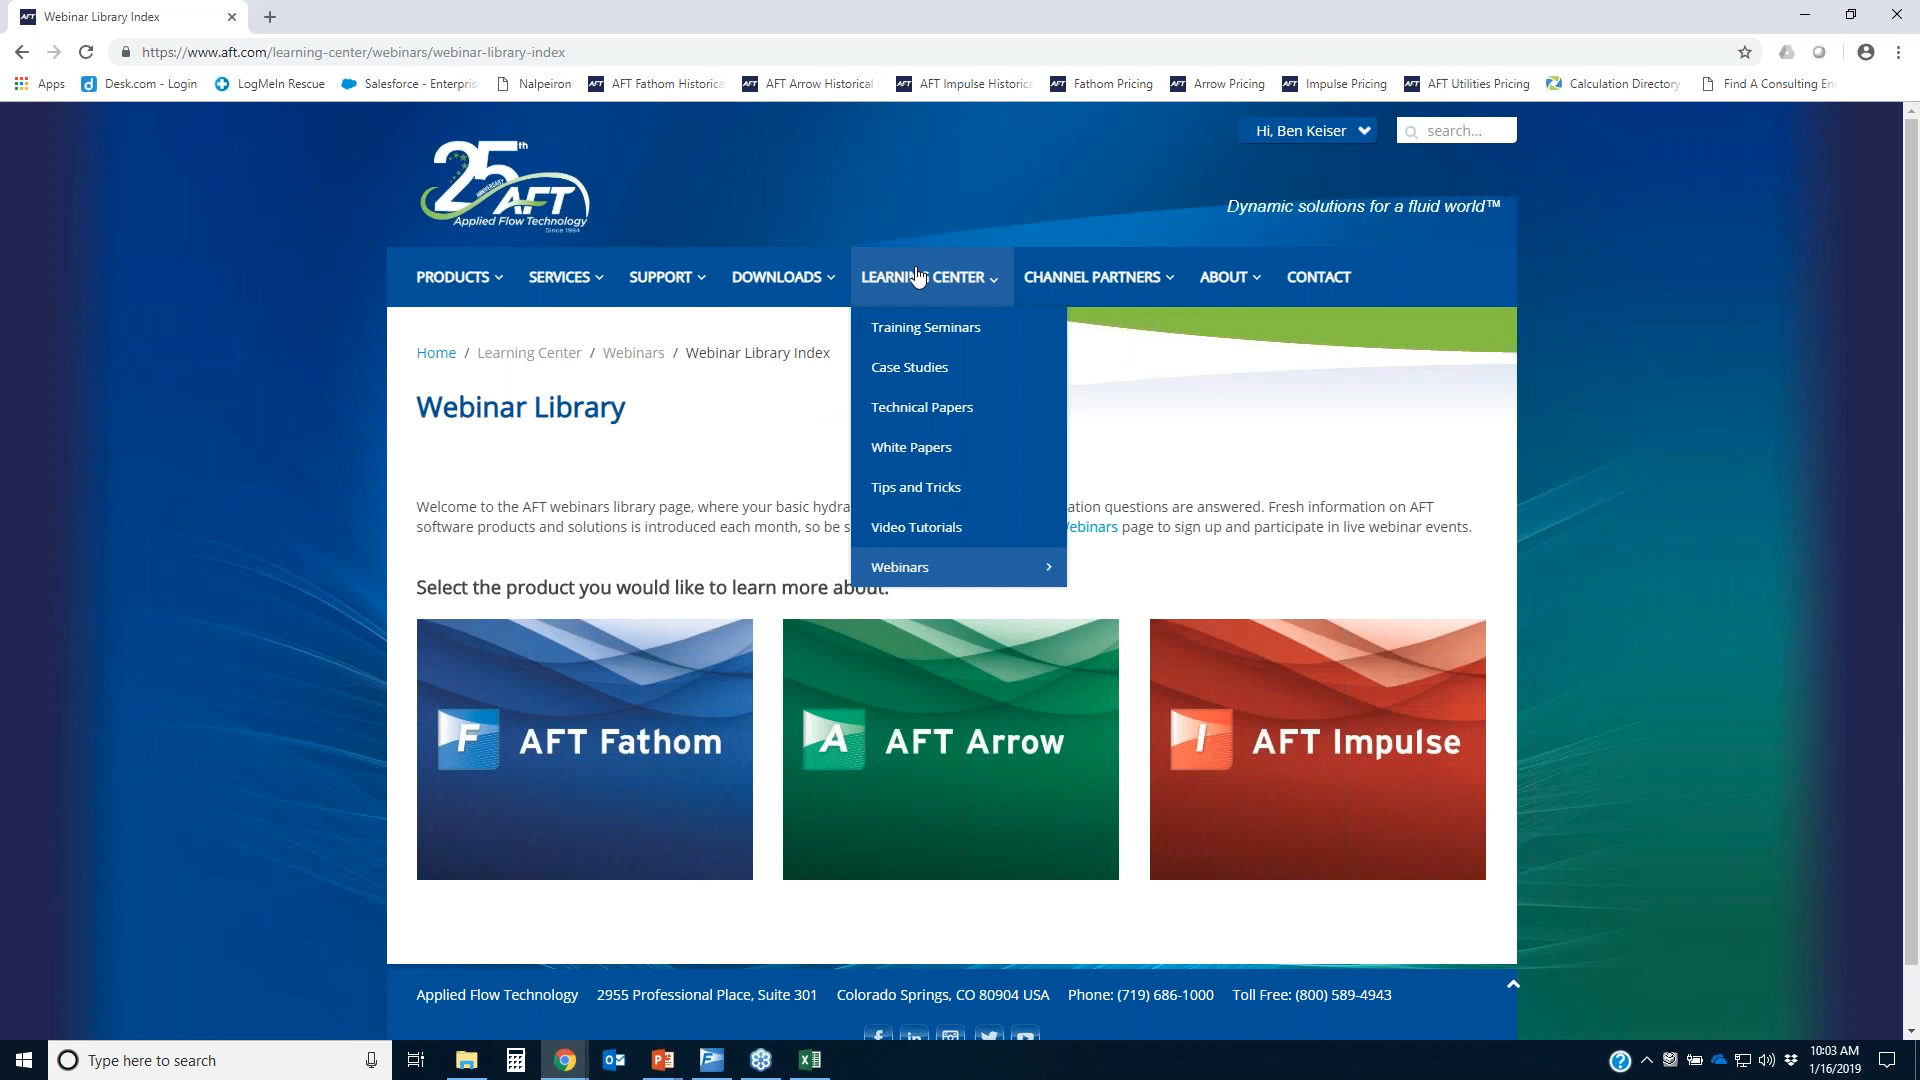 AFT Webinar Library Index
https://www.aft.com/learning-center/webinars/webinar-library-index
Apps Desk.com - Login LogMeIn Rescue Salesforce - Enterpris Nalpeiron AFT Fathom Historica AFT Arrow Historical AFT Impulse Historica Fathom Pricing Arrow Pricing Impulse Pricing AFT Utilities Pricing Calculation Directory Find A Consulting En
Hi, Ben Keiser search...
25th
ANNIVERSARY
AFT
Applied Flow Technology
Since 1994
Dynamic solutions for a fluid world™
PRODUCTS SERVICES SUPPORT DOWNLOADS LEARNING CENTER CHANNEL PARTNERS ABOUT CONTACT
Training Seminars
Case Studies
Technical Papers
White Papers
Tips and Tricks
Video Tutorials
Webinars
Home / Learning Center / Webinars / Webinar Library Index
Webinar Library
Welcome to the AFT webinars library page, where your basic hydra ation questions are answered. Fresh information on AFT
software products and solutions is introduced each month, so be s ebinars page to sign up and participate in live webinar events.
Select the product you would like to learn more about.
F AFT Fathom
A AFT Arrow
I AFT Impulse
Applied Flow Technology 2955 Professional Place, Suite 301 Colorado Springs, CO 80904 USA Phone: (719) 686-1000 Toll Free: (800) 589-4943
Type here to search
10:03 AM
1/16/2019